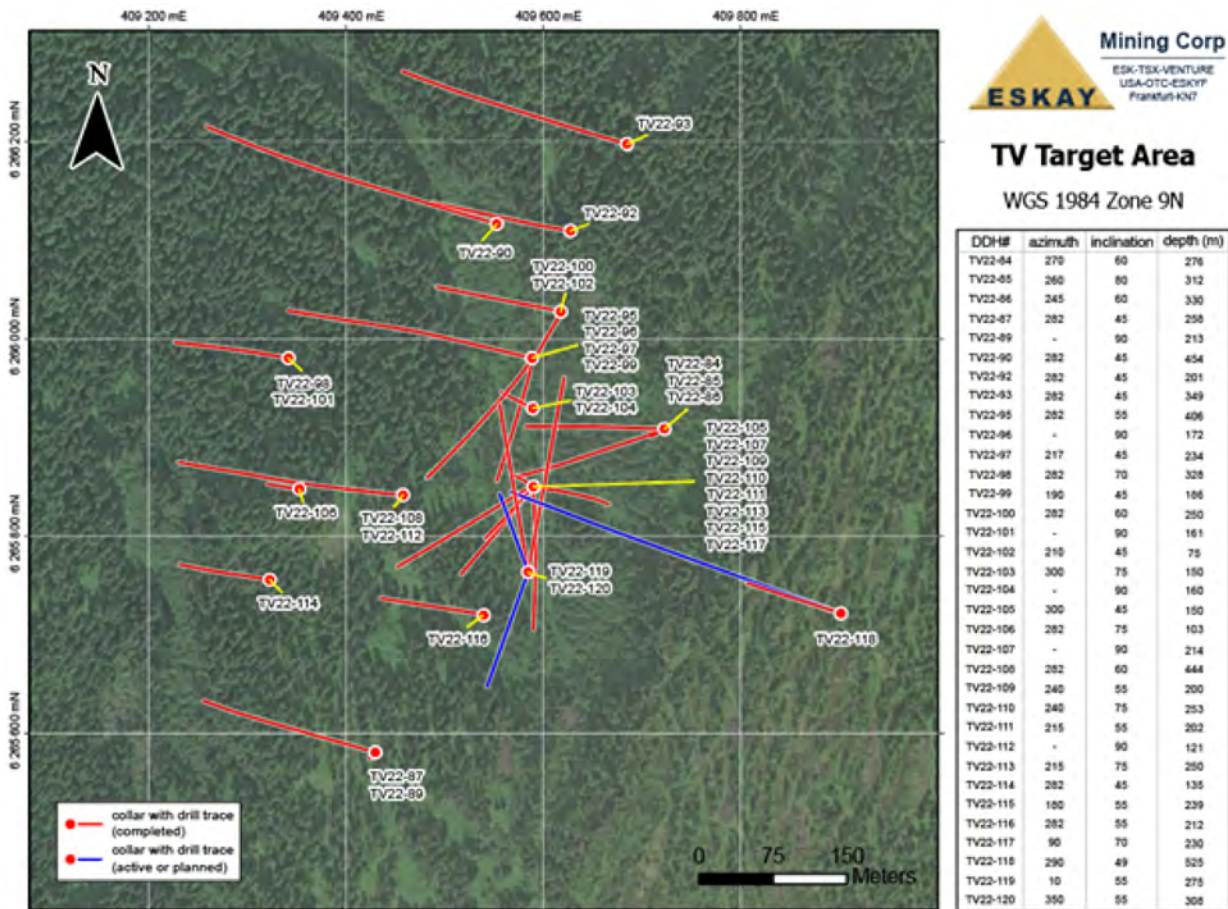 409 200 mE
409 400 mE
409 600 mE
409 800 mE
6 266 200 mN
6 266 000 mN
6 265 800 mN
6 265 600 mN
N
TV22-93
TV22-92
TV22-90
TV22-100
TV22-102
TV22-95
TV22-96
TV22-97
TV22-99
TV22-84
TV22-85
TV22-86
TV22-98
TV22-101
TV22-103
TV22-104
TV22-105
TV22-107
TV22-109
TV22-110
TV22-111
TV22-113
TV22-115
TV22-117
TV22-106
TV22-108
TV22-112
TV22-119
TV22-120
TV22-114
TV22-116
TV22-118
TV22-87
TV22-89
collar with drill trace
(completed)
collar with drill trace
(active or planned)
0 75 150
Meters
ESKAY
Mining Corp
ESK-TSX-VENTURE
USA-OTC-ESKYF
Frankfurt-KN7
TV Target Area
WGS 1984 Zone 9N
DDH# azimuth inclination depth (m)
TV22-84 270 60 276
TV22-85 260 80 312
TV22-86 245 60 330
TV22-87 282 45 258
TV22-89 - 90 213
TV22-90 282 45 454
TV22-92 282 45 201
TV22-93 282 45 349
TV22-95 282 55 406
TV22-96 - 90 172
TV22-97 217 45 234
TV22-98 282 70 328
TV22-99 190 45 186
TV22-100 282 60 250
TV22-101 - 90 161
TV22-102 210 45 75
TV22-103 300 75 150
TV22-104 - 90 160
TV22-105 300 45 150
TV22-106 282 75 103
TV22-107 - 90 214
TV22-108 282 60 444
TV22-109 240 55 200
TV22-110 240 75 253
TV22-111 215 55 202
TV22-112 - 90 121
TV22-113 215 75 250
TV22-114 282 45 135
TV22-115 180 55 239
TV22-116 282 55 212
TV22-117 90 70 230
TV22-118 290 49 525
TV22-119 10 55 275
TV22-120 350 55 308